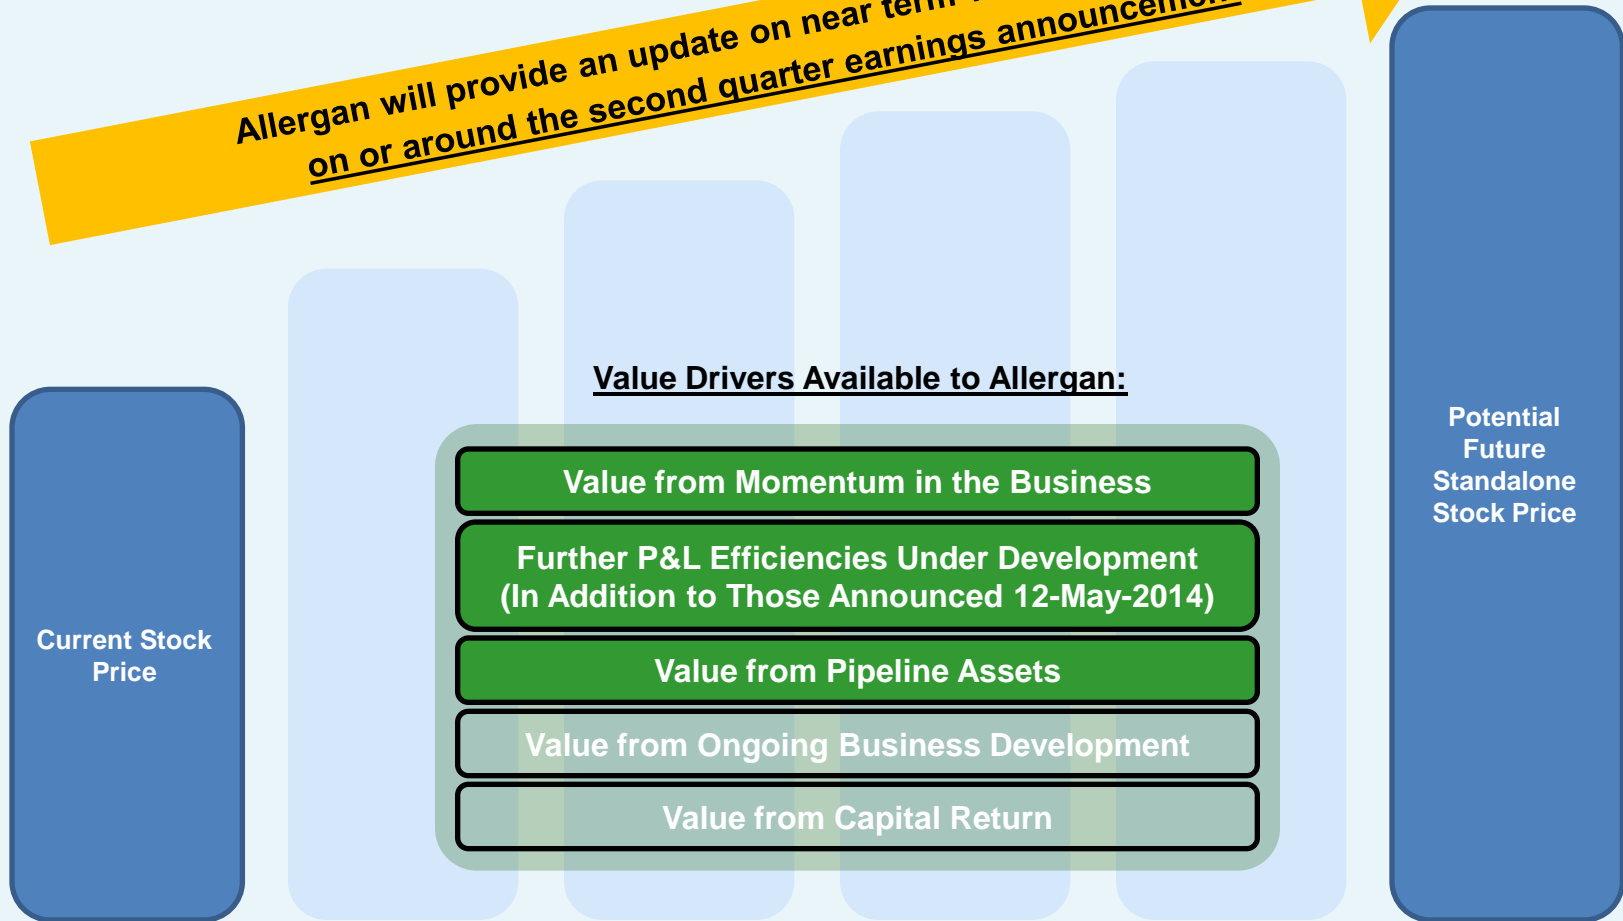 Allergan will provide an update on near term
on or around the second quarter earnings announcement
Value Drivers Available to Allergan:
Value from Momentum in the Business
Further P&L Efficiencies Under Development
(In Addition to Those Announced 12-May-2014)
Value from Pipeline Assets
Value from Ongoing Business Development
Value from Capital Return
Current Stock
Price
Potential
Future
Standalone
Stock Price